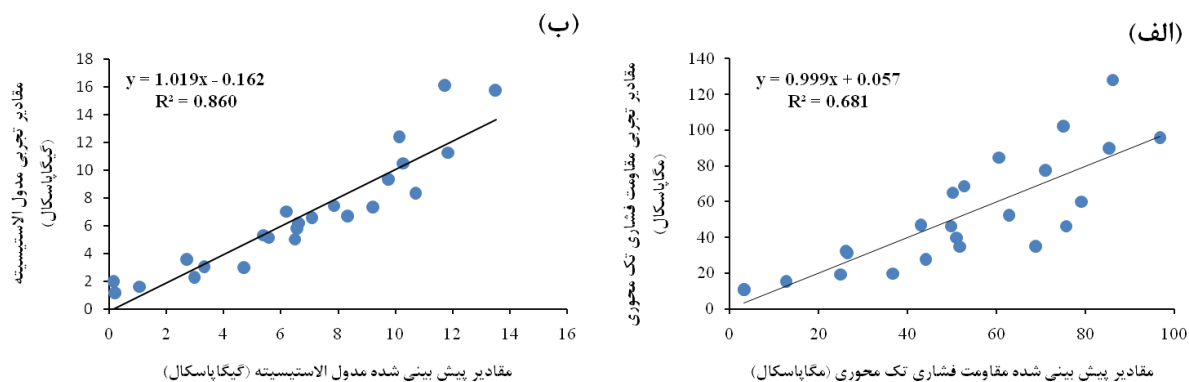 (الف)
مقادیر تجربی مقاومت فشاری تک محوری
(مگاپاسکال)
140
120
100
80
60
40
20
0
y = 0.999x + 0.057
R² = 0.681
0 20 40 60 80 100
مقادیر پیش بینی شده مقاومت فشاری تک محوری (مگاپاسکال)
(ب)
مقادیر تجربی مدول الاستیسیته
(گیگاپاسکال)
18
16
14
12
10
8
6
4
2
0
y = 1.019x - 0.162
R² = 0.860
0 2 4 6 8 10 12 14 16
مقادیر پیش بینی شده مدول الاستیسیته (گیگاپاسکال)